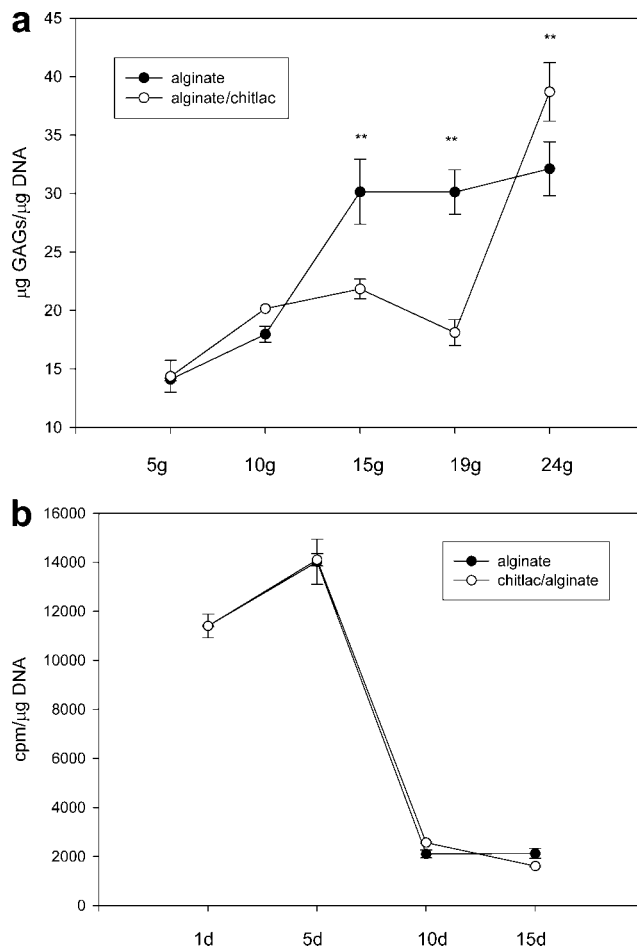 a
45
40
35
30
25
20
15
10
µg GAGs/µg DNA
alginate
alginate/chitlac
**
**
**
5g 10g 15g 19g 24g
b
16000
14000
12000
10000
8000
6000
4000
2000
0
cpm/µg DNA
alginate
chitlac/alginate
1d 5d 10d 15d